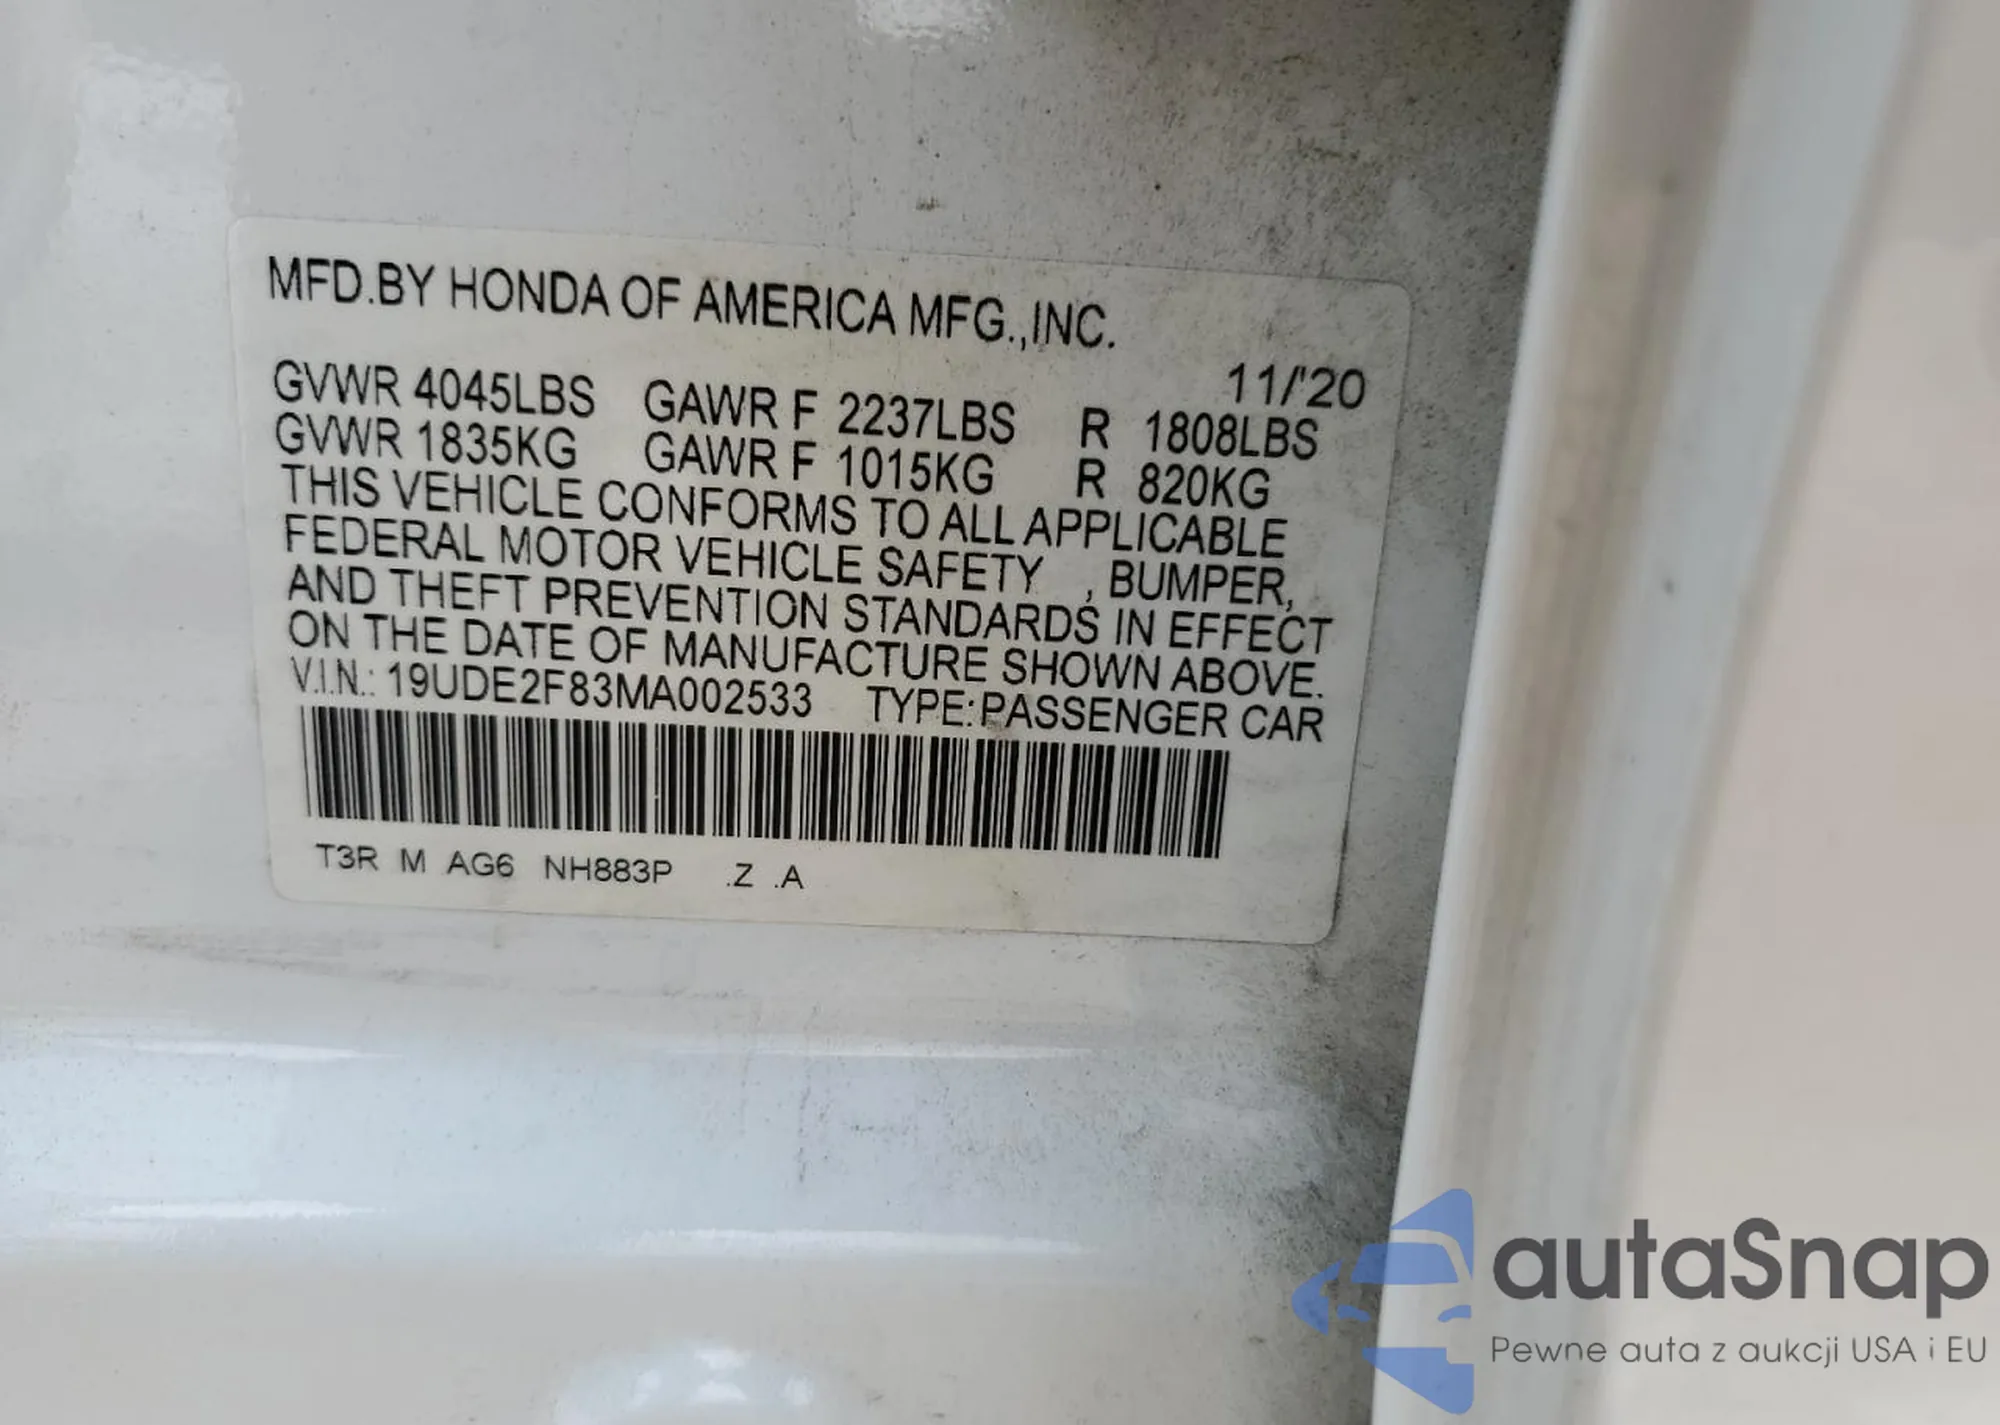 MFD.BY HONDA OF AMERICA MFG.,INC.
11/'20
GVWR 4045LBS GAWR F 2237LBS R 1808LBS
GVWR 1835KG GAWR F 1015KG R 820KG
THIS VEHICLE CONFORMS TO ALL APPLICABLE
FEDERAL MOTOR VEHICLE SAFETY , BUMPER,
AND THEFT PREVENTION STANDARDS IN EFFECT
ON THE DATE OF MANUFACTURE SHOWN ABOVE.
V.I.N.: 19UDE2F83MA002533 TYPE:PASSENGER CAR
T3R M AG6 NH883P .Z .A
autaSnap
Pewne auta z aukcji USA i EU